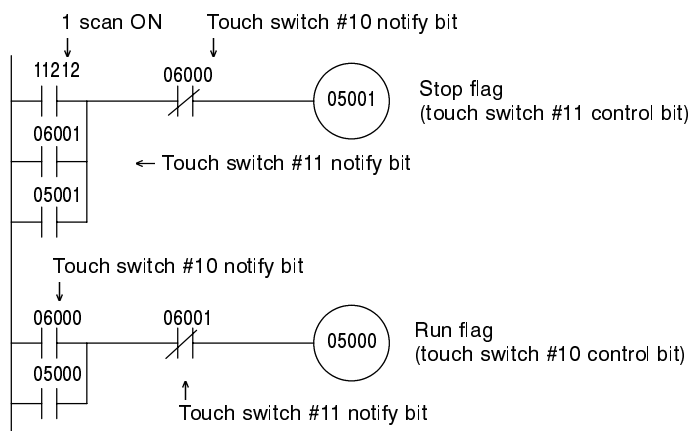 1 scan ON
Touch switch #10 notify bit
11212
06000
05001
Stop flag
(touch switch #11 control bit)
06001
Touch switch #11 notify bit
05001
Touch switch #10 notify bit
06000
06001
05000
Run flag
(touch switch #10 control bit)
05000
Touch switch #11 notify bit